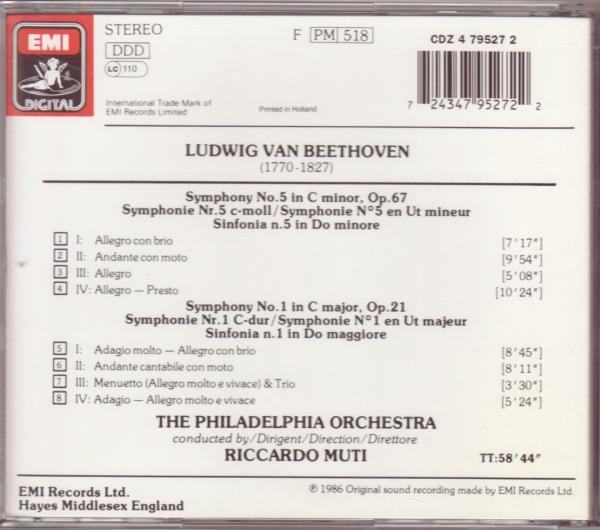 EMI
DIGITAL
STEREO
DDD
LC 110
F PM 518
CDZ 4 79527 2
7 24347 95272 2
International Trade Mark of
EMI Records Limited
Printed in Holland
LUDWIG VAN BEETHOVEN
(1770-1827)
Symphony No.5 in C minor, Op.67
Symphonie Nr.5 c-moll/Symphonie N°5 en Ut mineur
Sinfonia n.5 in Do minore
1 I: Allegro con brio [7'17"]
2 II: Andante con moto [9'54"]
3 III: Allegro [5'08"]
4 IV: Allegro — Presto [10'24"]
Symphony No.1 in C major, Op.21
Symphonie Nr.1 C-dur/Symphonie N°1 en Ut majeur
Sinfonia n.1 in Do maggiore
5 I: Adagio molto — Allegro con brio [8'45"]
6 II: Andante cantabile con moto [8'11"]
7 III: Menuetto (Allegro molto e vivace) & Trio [3'30"]
8 IV: Adagio — Allegro molto e vivace [5'24"]
THE PHILADELPHIA ORCHESTRA
conducted by/Dirigent/Direction/Direttore
RICCARDO MUTI
TT:58'44"
EMI Records Ltd.
Hayes Middlesex England
℗ 1986 Original sound recording made by EMI Records Ltd.